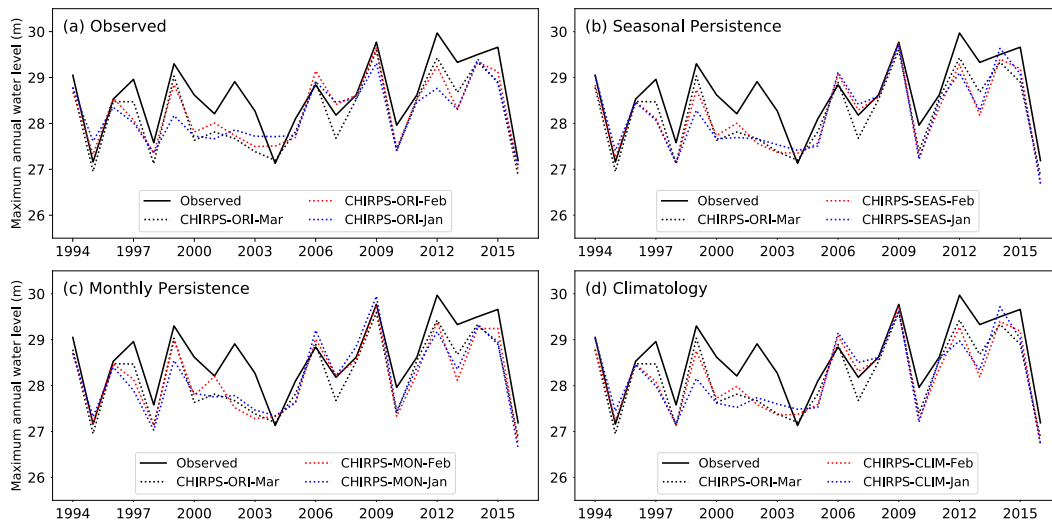 (a) Observed
Maximum annual water level (m)
30
29
28
27
26
Observed
CHIRPS-ORI-Mar
CHIRPS-ORI-Feb
CHIRPS-ORI-Jan
1994 1997 2000 2003 2006 2009 2012 2015
(b) Seasonal Persistence
30
29
28
27
26
Observed
CHIRPS-ORI-Mar
CHIRPS-SEAS-Feb
CHIRPS-SEAS-Jan
1994 1997 2000 2003 2006 2009 2012 2015
(c) Monthly Persistence
Maximum annual water level (m)
30
29
28
27
26
Observed
CHIRPS-ORI-Mar
CHIRPS-MON-Feb
CHIRPS-MON-Jan
1994 1997 2000 2003 2006 2009 2012 2015
(d) Climatology
30
29
28
27
26
Observed
CHIRPS-ORI-Mar
CHIRPS-CLIM-Feb
CHIRPS-CLIM-Jan
1994 1997 2000 2003 2006 2009 2012 2015